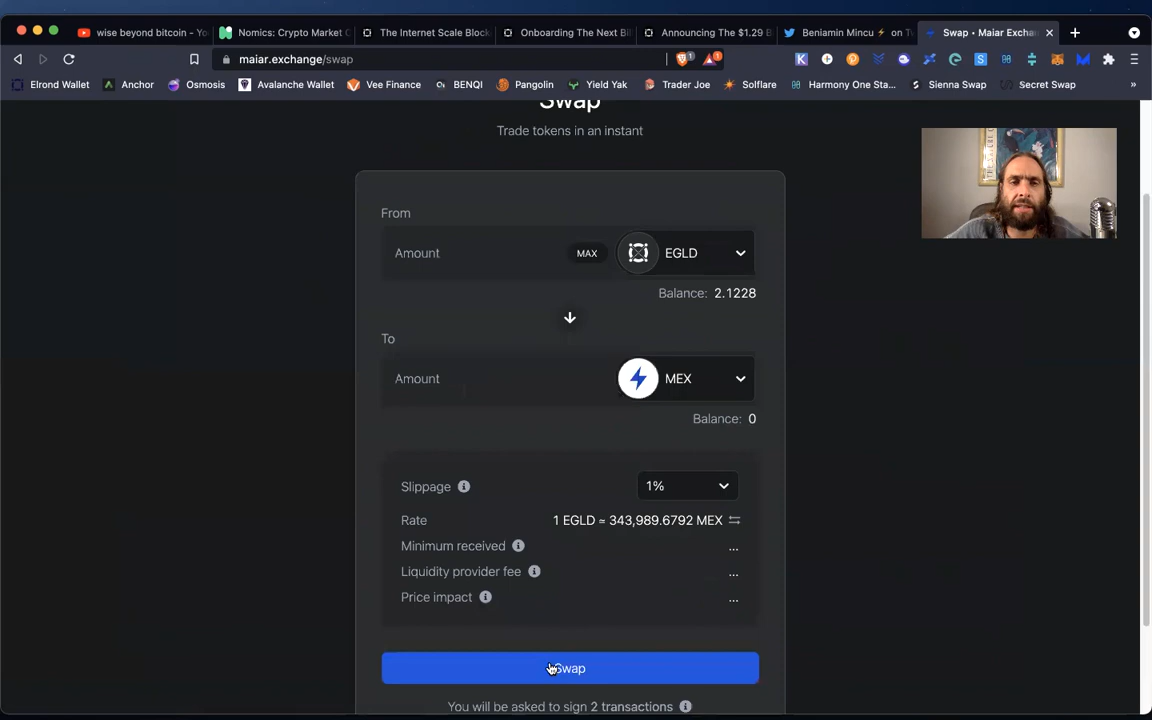 wise beyond bitcoin - Yo
Nomics: Crypto Market C
The Internet Scale Block
Onboarding The Next Bil
Announcing The $1.29 B
Beniamin Mincu ⚡ on Tw
Swap • Maiar Exchan
maiar.exchange/swap
Elrond Wallet
Anchor
Osmosis
Avalanche Wallet
Vee Finance
BENQI
Pangolin
Yield Yak
Trader Joe
Solflare
Harmony One Sta...
Sienna Swap
Secret Swap
Swap
Trade tokens in an instant
From
Amount MAX EGLD
Balance: 2.1228
To
Amount MEX
Balance: 0
Slippage 1%
Rate 1 EGLD = 343,989.6792 MEX
Minimum received ...
Liquidity provider fee ...
Price impact ...
Swap
You will be asked to sign 2 transactions